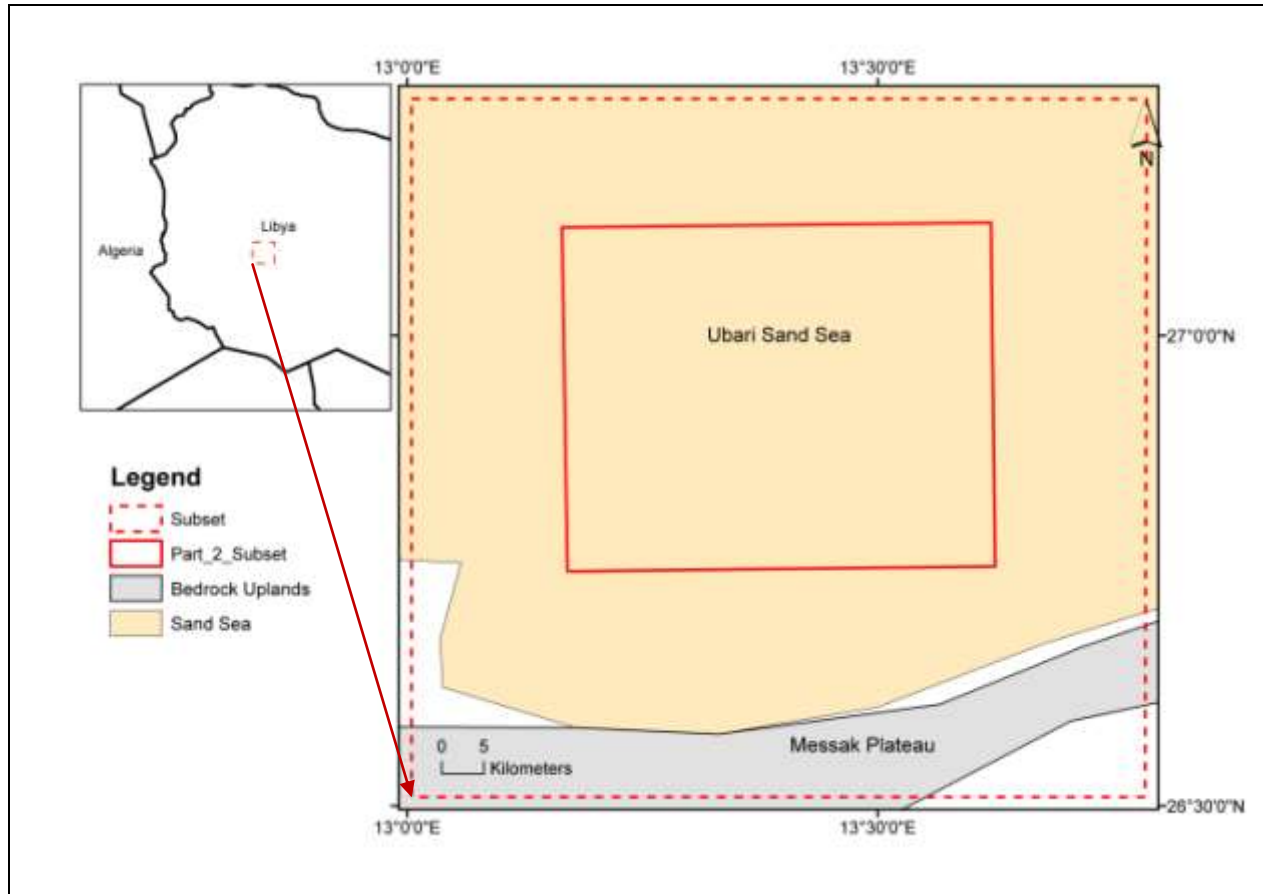 13°0'0"E
13°30'0"E
N
Libya
Algeria
Ubari Sand Sea
27°0'0"N
Legend
Subset
Part_2_Subset
Bedrock Uplands
Sand Sea
Messak Plateau
0 5
Kilometers
26°30'0"N
13°0'0"E
13°30'0"E